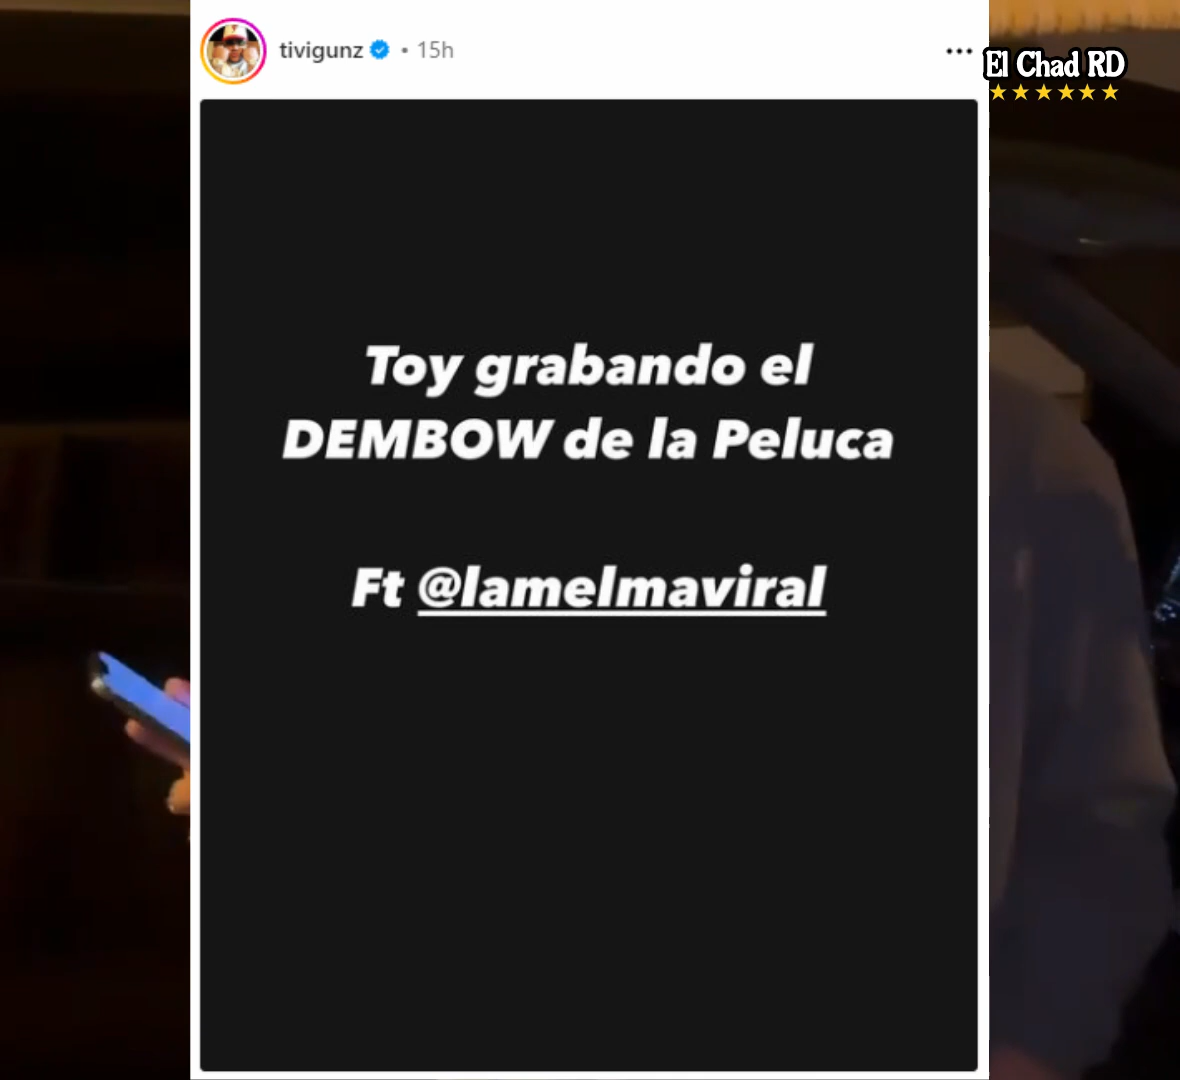 tivigunz • 15h
El Chad RD
Toy grabando el
DEMBOW de la Peluca
Ft @lamelmaviral